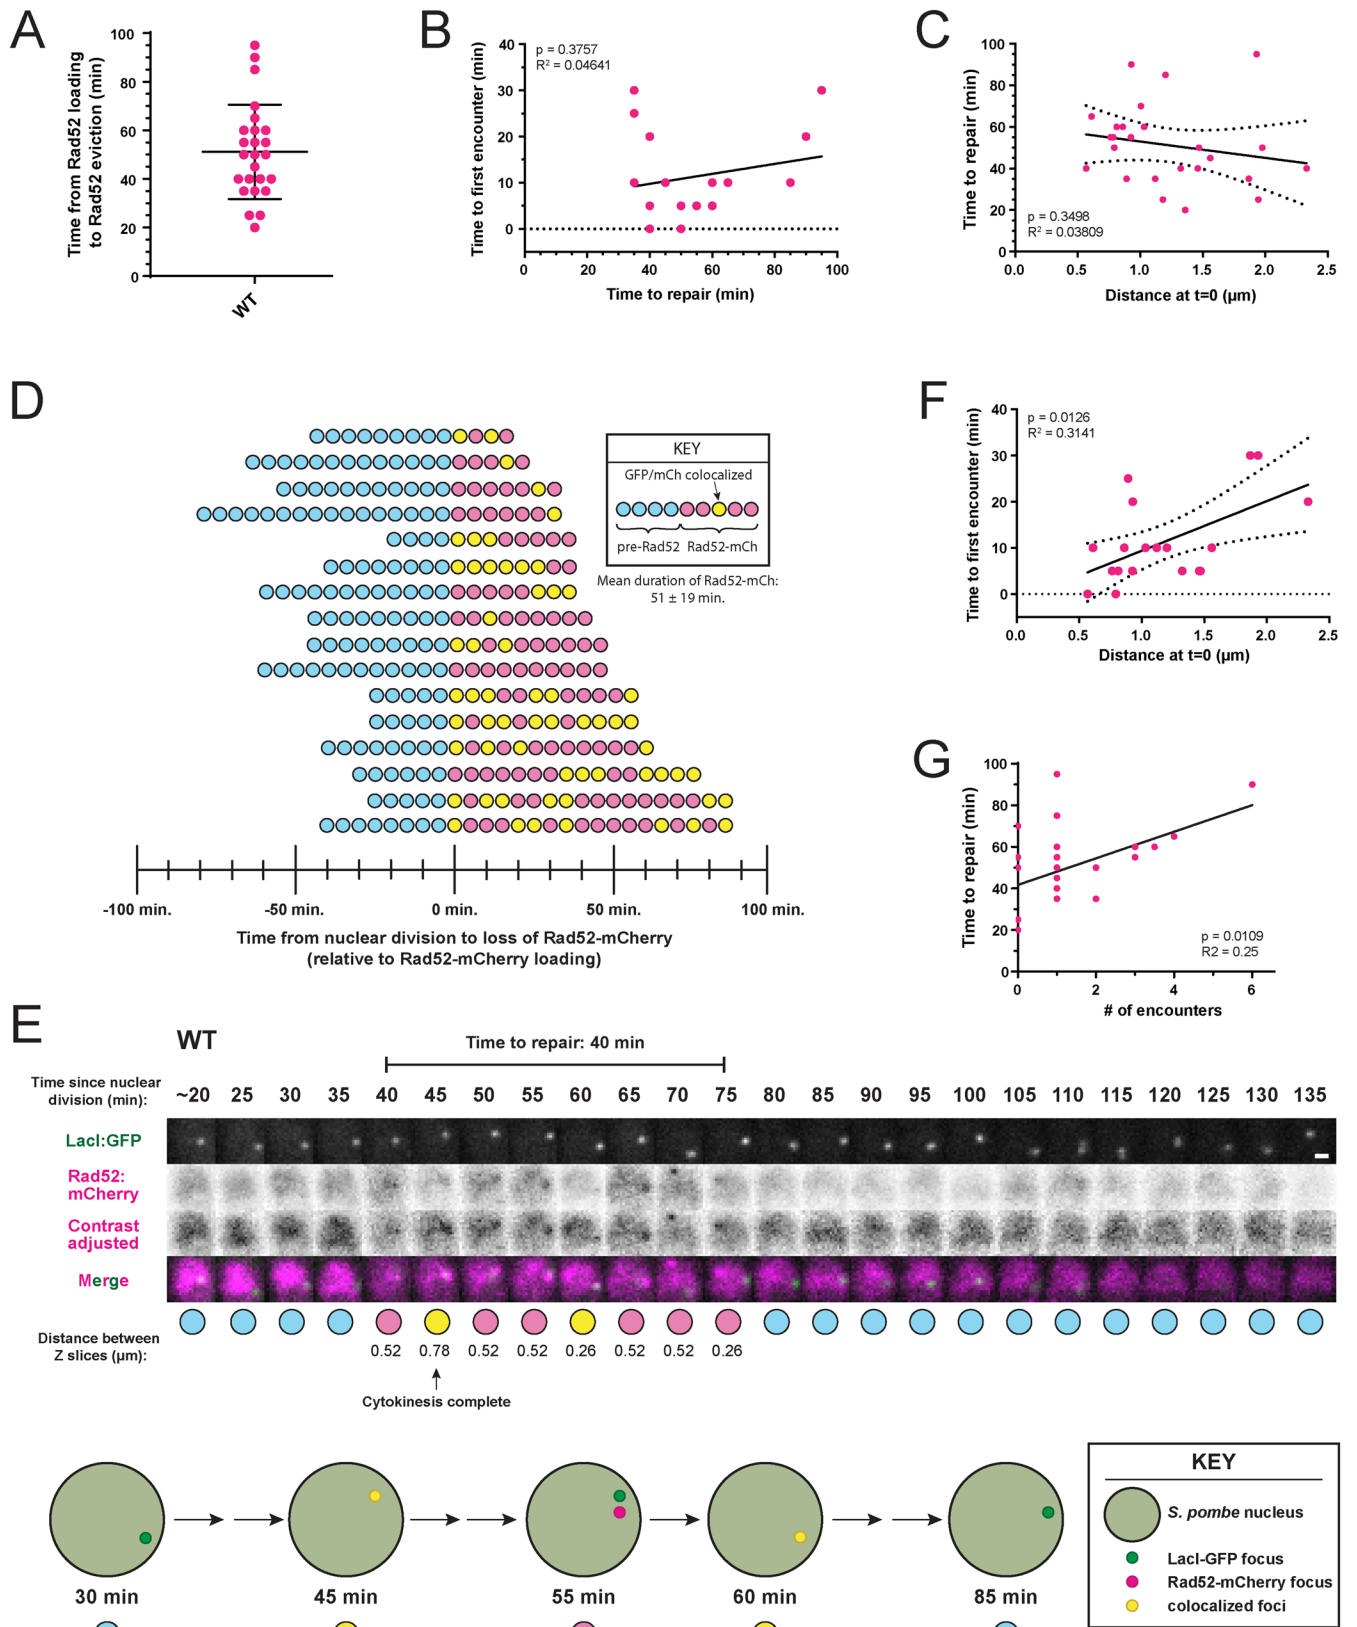 A
Time from Rad52 loading
to Rad52 eviction (min)
100
80
60
40
20
0
WT
B
Time to first encounter (min)
p = 0.3757
R² = 0.04641
40
30
20
10
0
0 20 40 60 80 100
Time to repair (min)
C
Time to repair (min)
100
80
60
40
20
0
p = 0.3498
R² = 0.03809
0.0 0.5 1.0 1.5 2.0 2.5
Distance at t=0 (µm)
D
KEY
GFP/mCh colocalized
pre-Rad52 Rad52-mCh
Mean duration of Rad52-mCh:
51 ± 19 min.
-100 min. -50 min. 0 min. 50 min. 100 min.
Time from nuclear division to loss of Rad52-mCherry
(relative to Rad52-mCherry loading)
F
Time to first encounter (min)
p = 0.0126
R² = 0.3141
40
30
20
10
0
0.0 0.5 1.0 1.5 2.0 2.5
Distance at t=0 (µm)
G
Time to repair (min)
100
80
60
40
20
0
p = 0.0109
R2 = 0.25
0 2 4 6
# of encounters
E
WT
Time to repair: 40 min
Time since nuclear
division (min):
~20 25 30 35 40 45 50 55 60 65 70 75 80 85 90 95 100 105 110 115 120 125 130 135
LacI:GFP
Rad52:
mCherry
Contrast
adjusted
Merge
Distance between
Z slices (µm):
0.52 0.78 0.52 0.52 0.26 0.52 0.52 0.26
Cytokinesis complete
30 min 45 min 55 min 60 min 85 min
KEY
S. pombe nucleus
LacI-GFP focus
Rad52-mCherry focus
colocalized foci